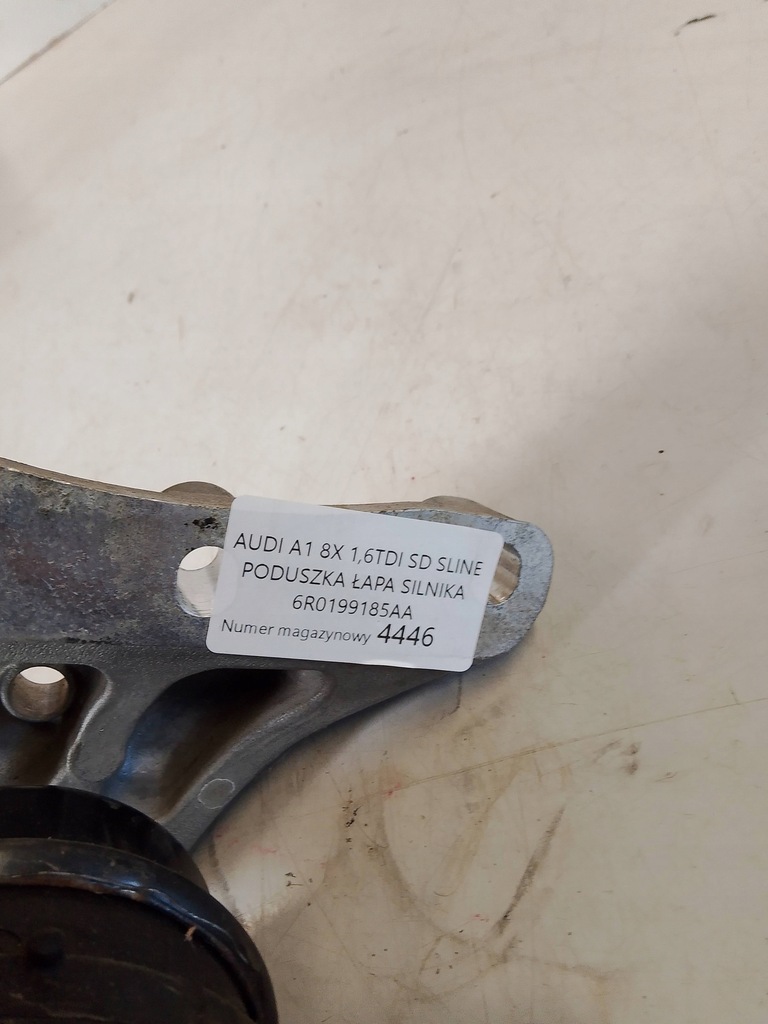 AUDI A1 8X 1,6TDI SD SLINE
PODUSZKA ŁAPA SILNIKA
6R0199185AA
Numer magazynowy 4446